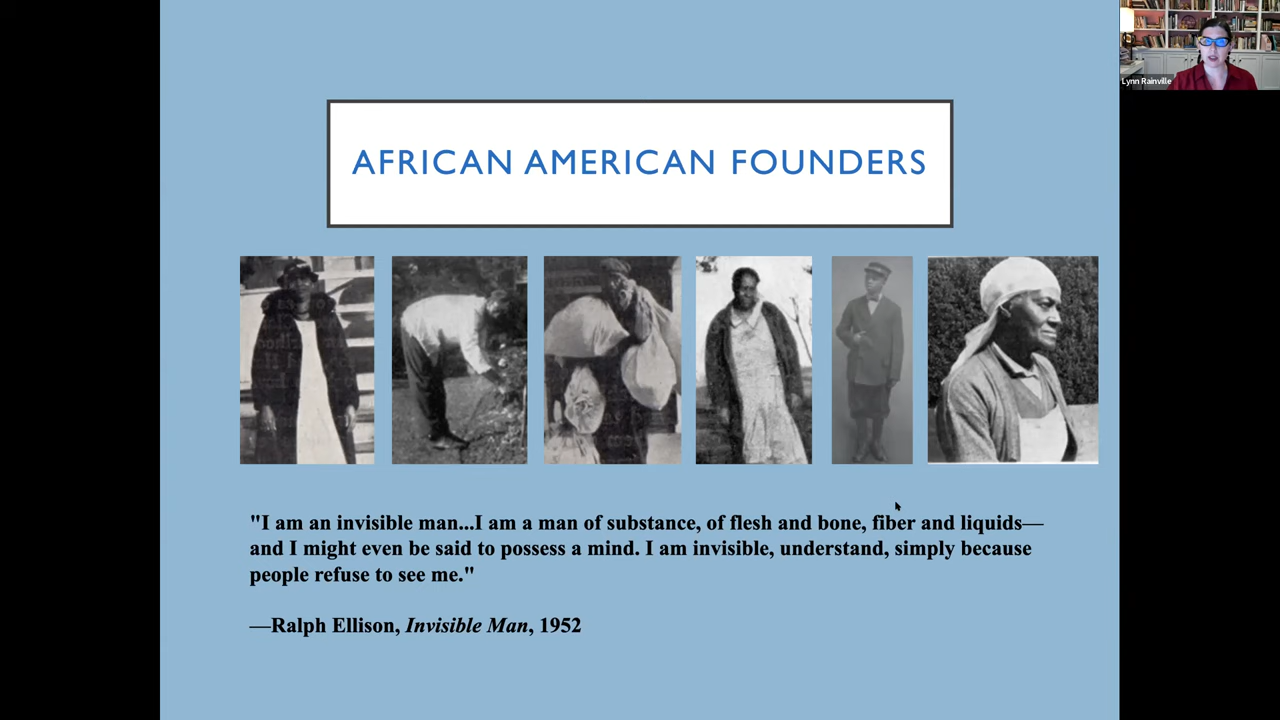 Lynn Rainville
AFRICAN AMERICAN FOUNDERS
"I am an invisible man...I am a man of substance, of flesh and bone, fiber and liquids—
and I might even be said to possess a mind. I am invisible, understand, simply because
people refuse to see me."
—Ralph Ellison, Invisible Man, 1952